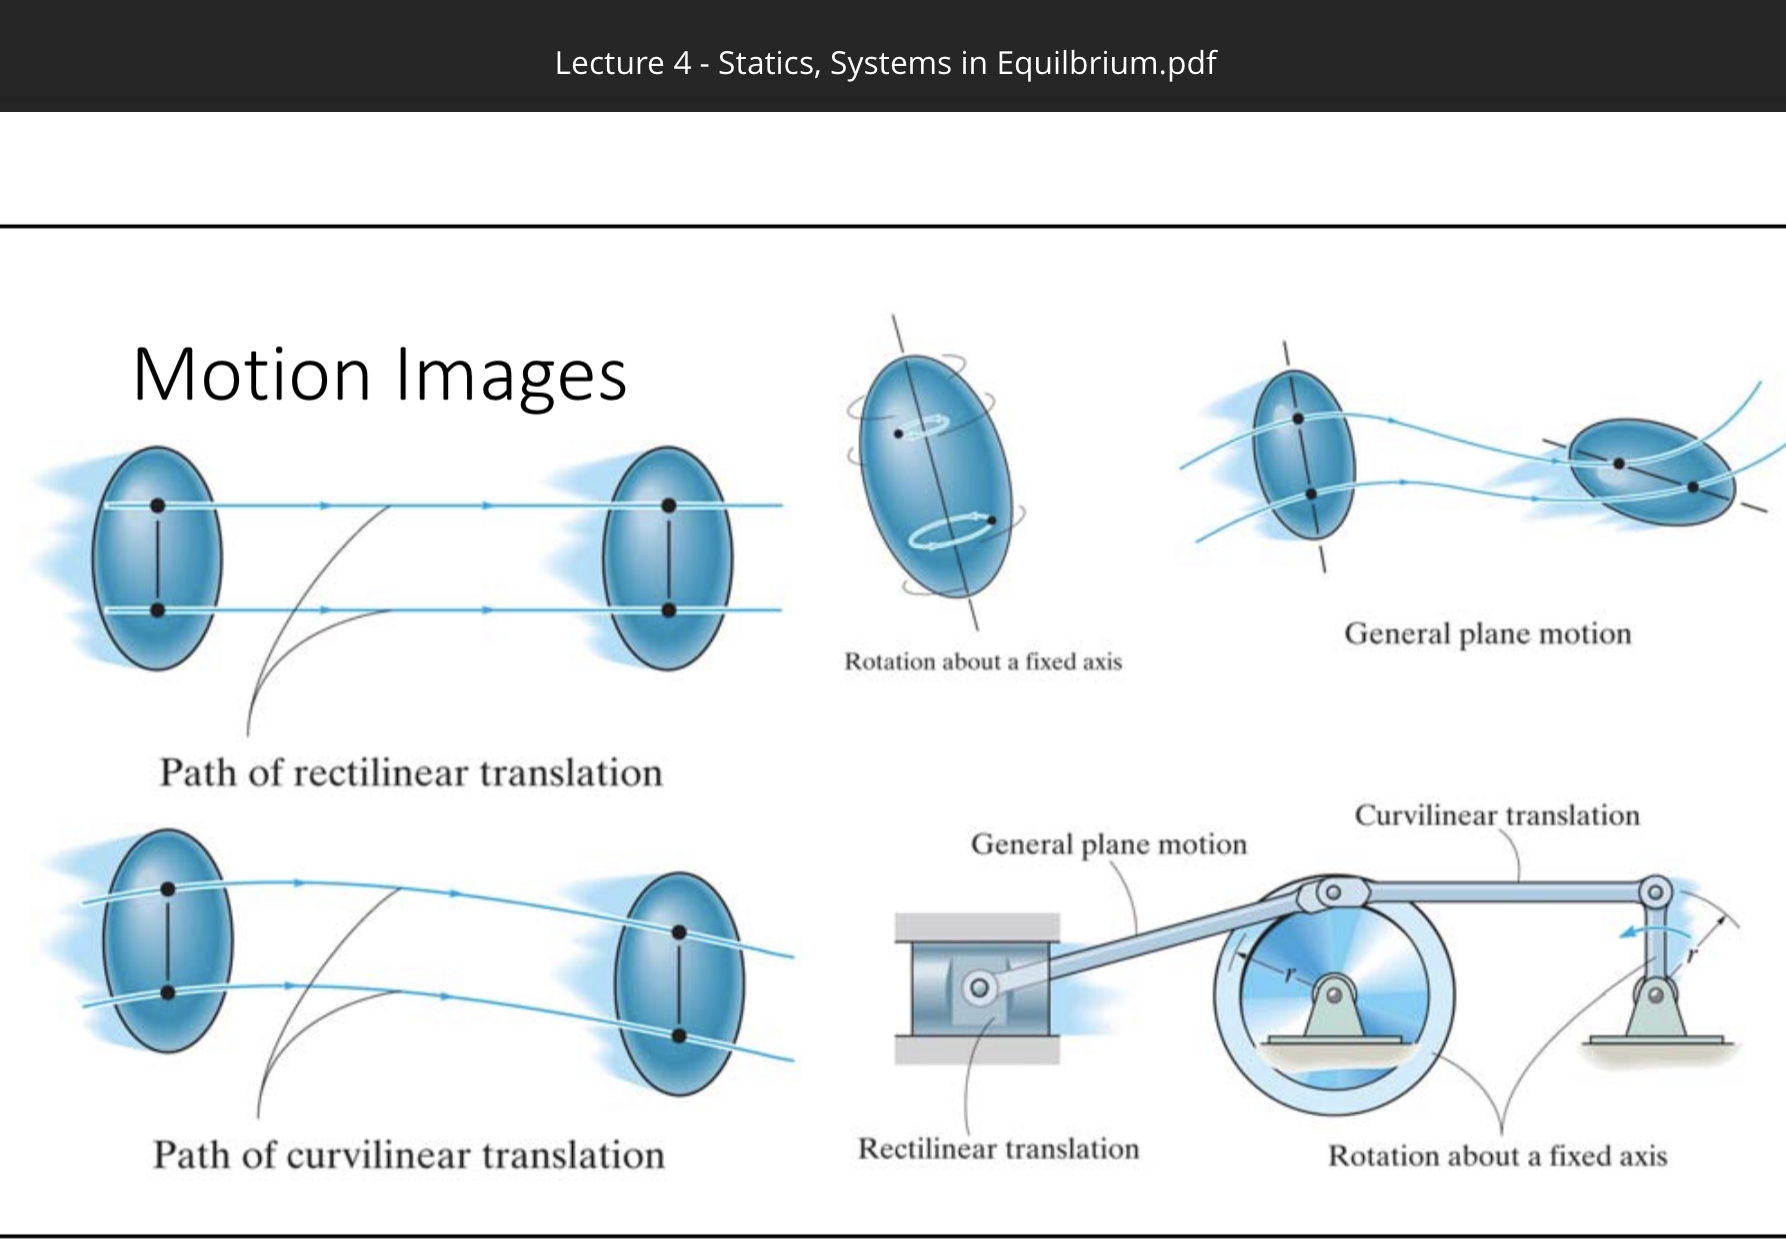 Lecture 4 - Statics, Systems in Equilbrium.pdf
Motion Images
Path of rectilinear translation
Rotation about a fixed axis
General plane motion
Path of curvilinear translation
General plane motion
Curvilinear translation
r
r
Rectilinear translation
Rotation about a fixed axis